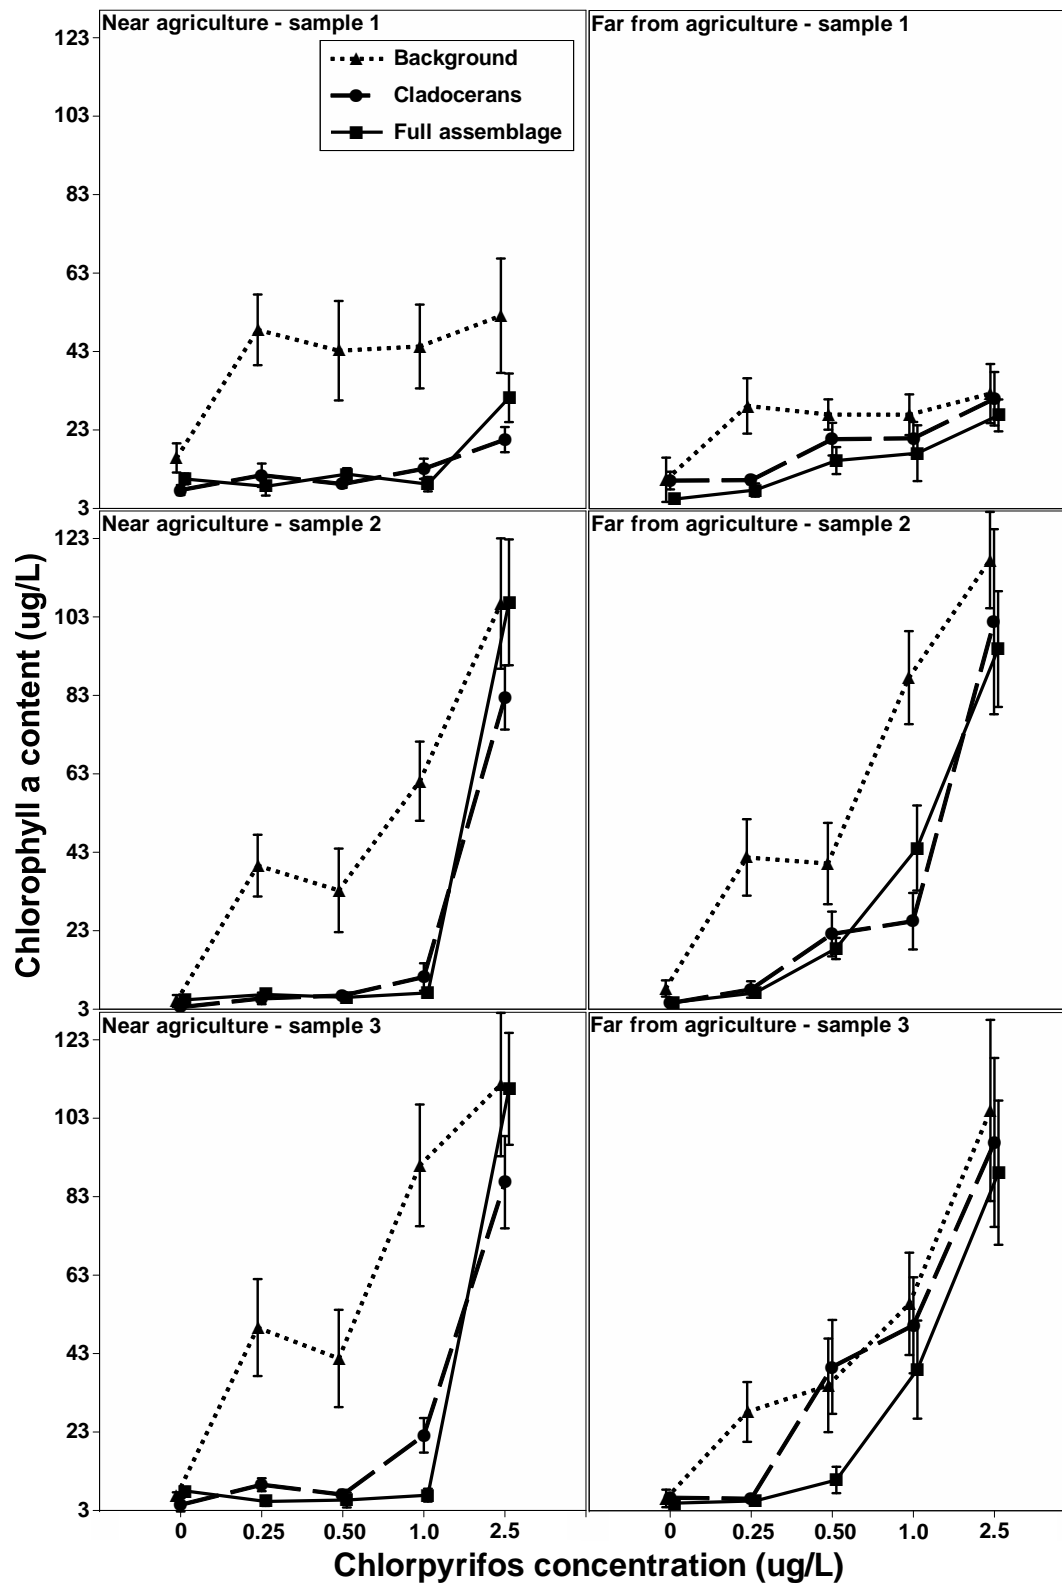 Near agriculture - sample 1
Far from agriculture - sample 1
123
103
83
63
43
23
3
Background
Cladocerans
Full assemblage
Near agriculture - sample 2
Far from agriculture - sample 2
123
103
83
63
43
23
3
Chlorophyll a content (ug/L)
Near agriculture - sample 3
Far from agriculture - sample 3
123
103
83
63
43
23
3
0 0.25 0.50 1.0 2.5
0 0.25 0.50 1.0 2.5
Chlorpyrifos concentration (ug/L)